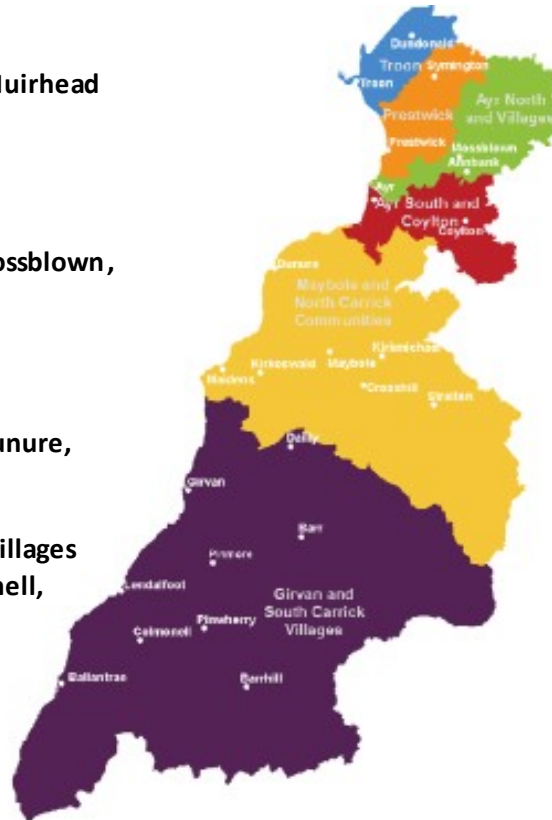 Muirhead
ossblown,
unure,
illages
nell,
Dundonald
Troon
Symington
Troon
Ayr North
and Villages
Prestwick
Prestwick
Mossblown
Annbank
Ayr
Ayr South and
Coylton
Coylton
Dunure
Maybole and
North Carrick
Communities
Kirkmichael
Kirkoswald
Maybole
Maidens
Crosshill
Straiton
Dailly
Girvan
Barr
Pinmore
Lendalfoot
Girvan and
South Carrick
Villages
Pinwherry
Colmonell
Ballantrae
Barrhill